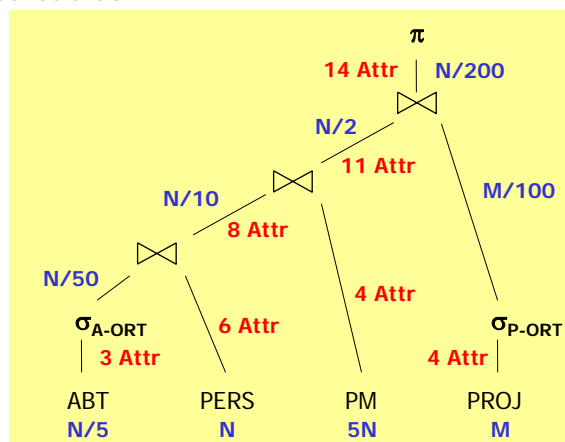 π
14 Attr N/200
N/2
11 Attr
N/10
8 Attr
M/100
N/50
4 Attr
σA-ORT 6 Attr σP-ORT
3 Attr 4 Attr
ABT PERS PM PROJ
N/5 N 5N M